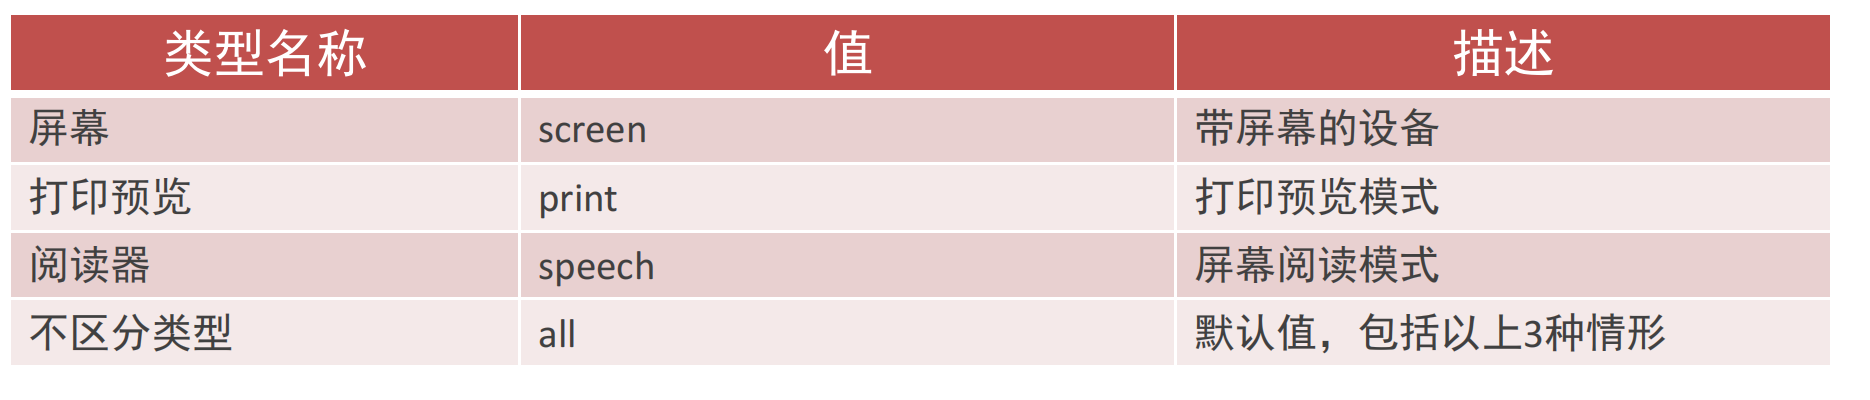 类型名称 值 描述
屏幕 screen 带屏幕的设备
打印预览 print 打印预览模式
阅读器 speech 屏幕阅读模式
不区分类型 all 默认值，包括以上3种情形